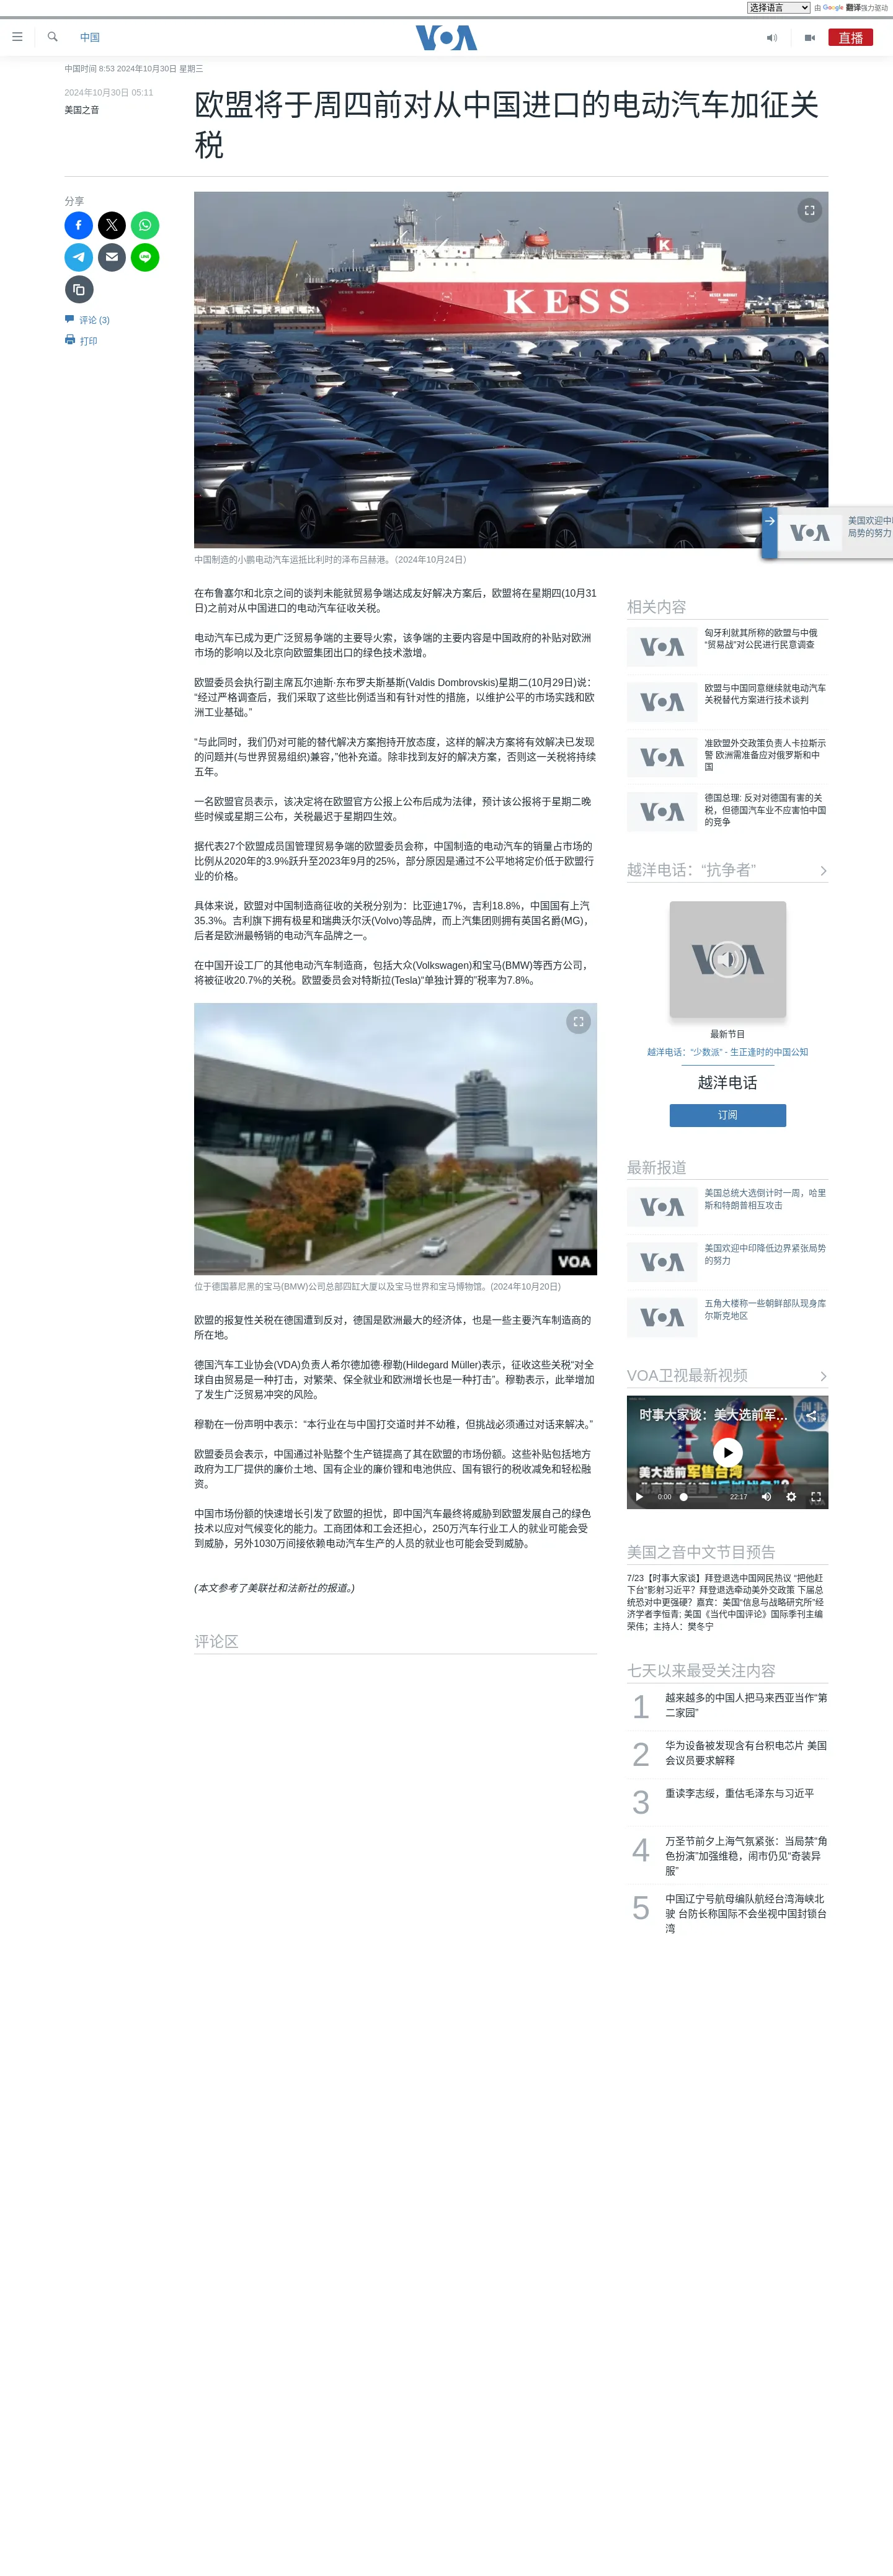 选择语言
由 Google 翻译强力驱动
中国
VOA
直播
中国时间 8:53 2024年10月30日 星期三
2024年10月30日 05:11
美国之音
欧盟将于周四前对从中国进口的电动汽车加征关
税
分享
评论 (3)
打印
KESS
K
中国制造的小鹏电动汽车运抵比利时的泽布吕赫港。（2024年10月24日）
VOA
美国欢迎中
局势的努力
在布鲁塞尔和北京之间的谈判未能就贸易争端达成友好解决方案后，欧盟将在星期四(10月31
日)之前对从中国进口的电动汽车征收关税。
电动汽车已成为更广泛贸易争端的主要导火索，该争端的主要内容是中国政府的补贴对欧洲
市场的影响以及北京向欧盟集团出口的绿色技术激增。
欧盟委员会执行副主席瓦尔迪斯·东布罗夫斯基斯(Valdis Dombrovskis)星期二(10月29日)说：
“经过严格调查后，我们采取了这些比例适当和有针对性的措施，以维护公平的市场实践和欧
洲工业基础。”
“与此同时，我们仍对可能的替代解决方案抱持开放态度，这样的解决方案将有效解决已发现
的问题并(与世界贸易组织)兼容，”他补充道。除非找到友好的解决方案，否则这一关税将持续
五年。
一名欧盟官员表示，该决定将在欧盟官方公报上公布后成为法律，预计该公报将于星期二晚
些时候或星期三公布，关税最迟于星期四生效。
据代表27个欧盟成员国管理贸易争端的欧盟委员会称，中国制造的电动汽车的销量占市场的
比例从2020年的3.9%跃升至2023年9月的25%，部分原因是通过不公平地将定价低于欧盟行
业的价格。
具体来说，欧盟对中国制造商征收的关税分别为：比亚迪17%，吉利18.8%，中国国有上汽
35.3%。吉利旗下拥有极星和瑞典沃尔沃(Volvo)等品牌，而上汽集团则拥有英国名爵(MG)，
后者是欧洲最畅销的电动汽车品牌之一。
在中国开设工厂的其他电动汽车制造商，包括大众(Volkswagen)和宝马(BMW)等西方公司，
将被征收20.7%的关税。欧盟委员会对特斯拉(Tesla)“单独计算的”税率为7.8%。
VOA
位于德国慕尼黑的宝马(BMW)公司总部四缸大厦以及宝马世界和宝马博物馆。(2024年10月20日)
欧盟的报复性关税在德国遭到反对，德国是欧洲最大的经济体，也是一些主要汽车制造商的
所在地。
德国汽车工业协会(VDA)负责人希尔德加德·穆勒(Hildegard Müller)表示，征收这些关税“对全
球自由贸易是一种打击，对繁荣、保全就业和欧洲增长也是一种打击”。穆勒表示，此举增加
了发生广泛贸易冲突的风险。
穆勒在一份声明中表示：“本行业在与中国打交道时并不幼稚，但挑战必须通过对话来解决。”
欧盟委员会表示，中国通过补贴整个生产链提高了其在欧盟的市场份额。这些补贴包括地方
政府为工厂提供的廉价土地、国有企业的廉价锂和电池供应、国有银行的税收减免和轻松融
资。
中国市场份额的快速增长引发了欧盟的担忧，即中国汽车最终将威胁到欧盟发展自己的绿色
技术以应对气候变化的能力。工商团体和工会还担心，250万汽车行业工人的就业可能会受
到威胁，另外1030万间接依赖电动汽车生产的人员的就业也可能会受到威胁。
(本文参考了美联社和法新社的报道。)
评论区
相关内容
VOA
匈牙利就其所称的欧盟与中俄
“贸易战”对公民进行民意调查
VOA
欧盟与中国同意继续就电动汽车
关税替代方案进行技术谈判
VOA
准欧盟外交政策负责人卡拉斯示
警 欧洲需准备应对俄罗斯和中
国
VOA
德国总理: 反对对德国有害的关
税，但德国汽车业不应害怕中国
的竞争
越洋电话：“抗争者”
VOA
最新节目
越洋电话：“少数派” - 生正逢时的中国公知
越洋电话
订阅
最新报道
VOA
美国总统大选倒计时一周，哈里
斯和特朗普相互攻击
VOA
美国欢迎中印降低边界紧张局势
的努力
VOA
五角大楼称一些朝鲜部队现身库
尔斯克地区
VOA卫视最新视频
时事大家谈：美大选前军…
美大选前军售台湾
0:00
22:17
美国之音中文节目预告
7/23【时事大家谈】拜登退选中国网民热议 “把他赶
下台”影射习近平？拜登退选牵动美外交政策 下届总
统恐对中更强硬？嘉宾：美国“信息与战略研究所”经
济学者李恒青; 美国《当代中国评论》国际季刊主编
荣伟；主持人：樊冬宁
七天以来最受关注内容
1
越来越多的中国人把马来西亚当作“第
二家园”
2
华为设备被发现含有台积电芯片 美国
会议员要求解释
3
重读李志绥，重估毛泽东与习近平
4
万圣节前夕上海气氛紧张：当局禁“角
色扮演”加强维稳，闹市仍见“奇装异
服”
5
中国辽宁号航母编队航经台湾海峡北
驶 台防长称国际不会坐视中国封锁台
湾